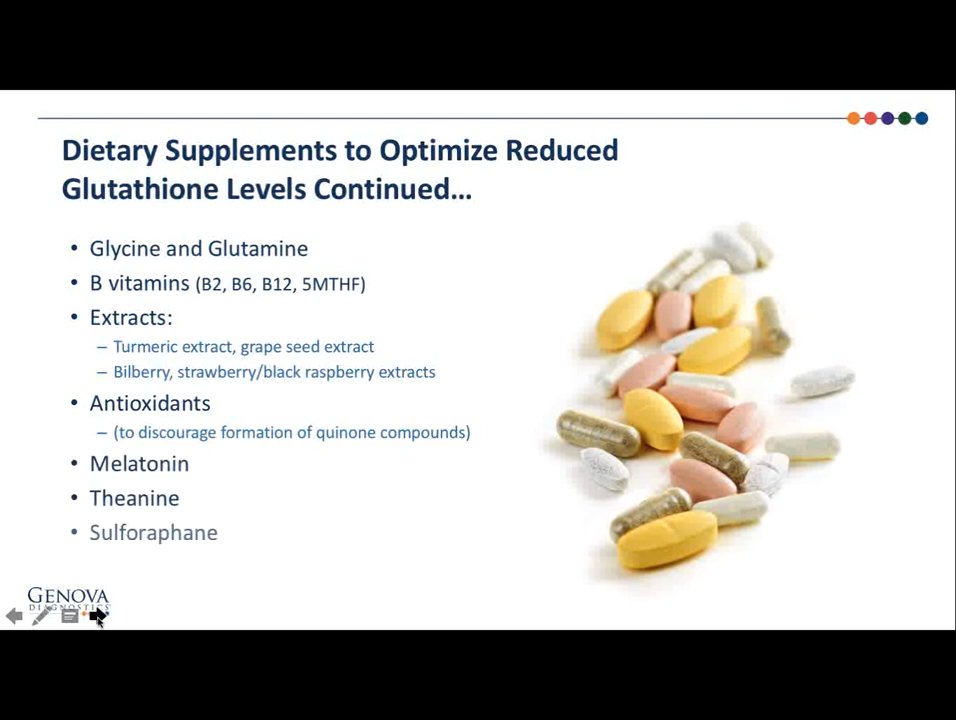 Dietary Supplements to Optimize Reduced
Glutathione Levels Continued...
• Glycine and Glutamine
• B vitamins (B2, B6, B12, 5MTHF)
• Extracts:
– Turmeric extract, grape seed extract
– Bilberry, strawberry/black raspberry extracts
• Antioxidants
– (to discourage formation of quinone compounds)
• Melatonin
• Theanine
• Sulforaphane
GENOVA
DIAGNOSTICS